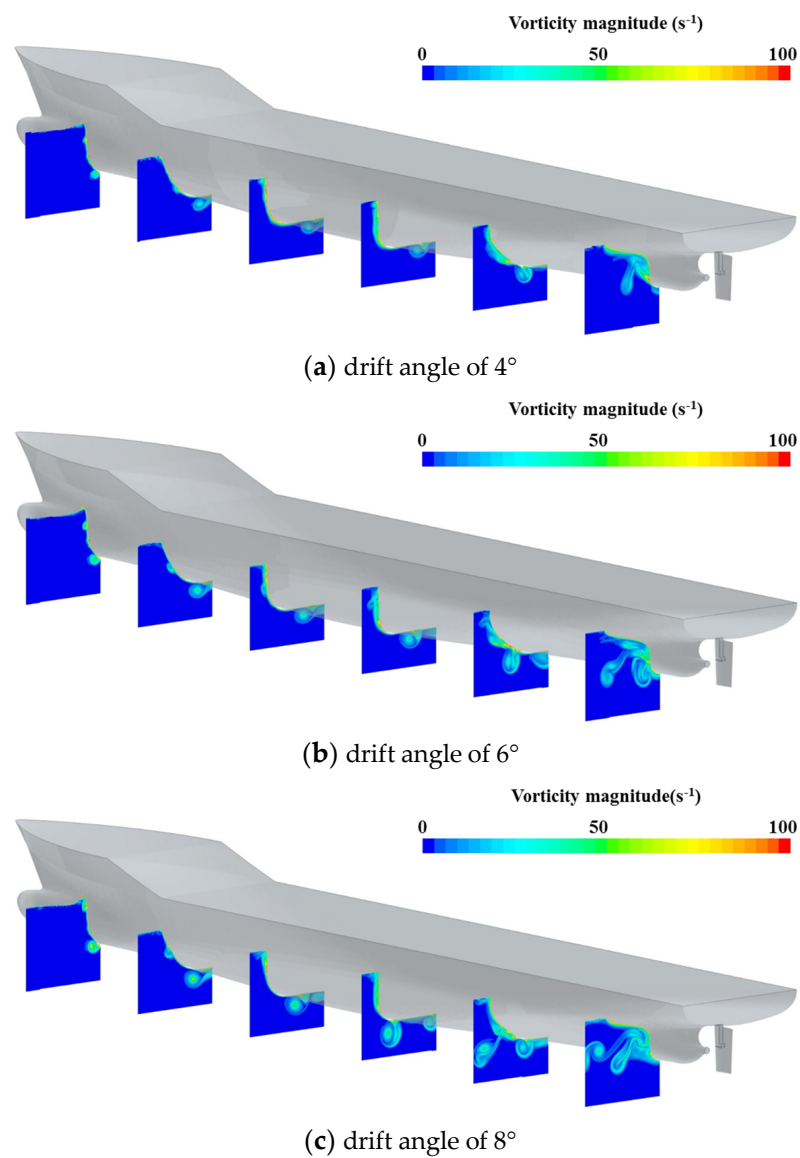 Vorticity magnitude (s⁻¹)
0 50 100
(a) drift angle of 4°
Vorticity magnitude (s⁻¹)
0 50 100
(b) drift angle of 6°
Vorticity magnitude(s⁻¹)
0 50 100
(c) drift angle of 8°